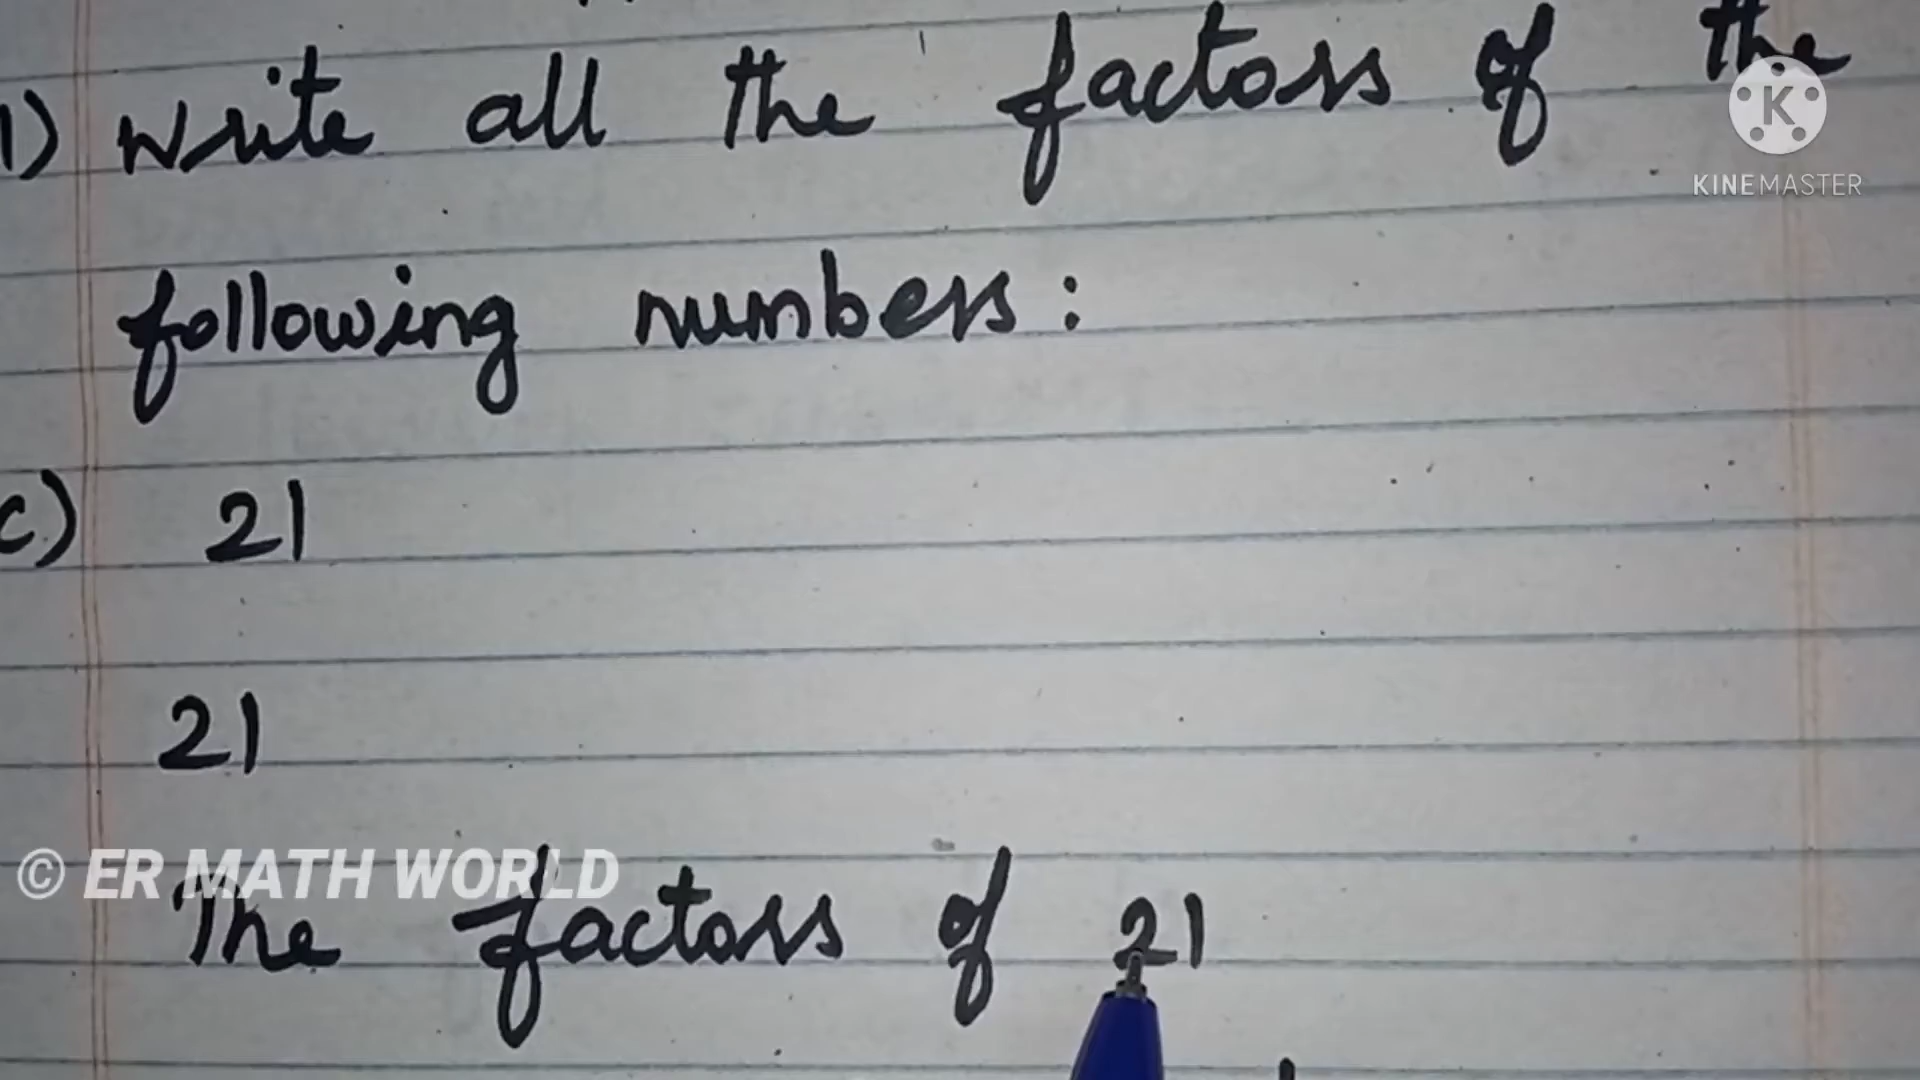 1) Write all the factors of the
K
KINEMASTER
following numbers:
c) 21
21
© ER MATH WORLD
The factors of 21